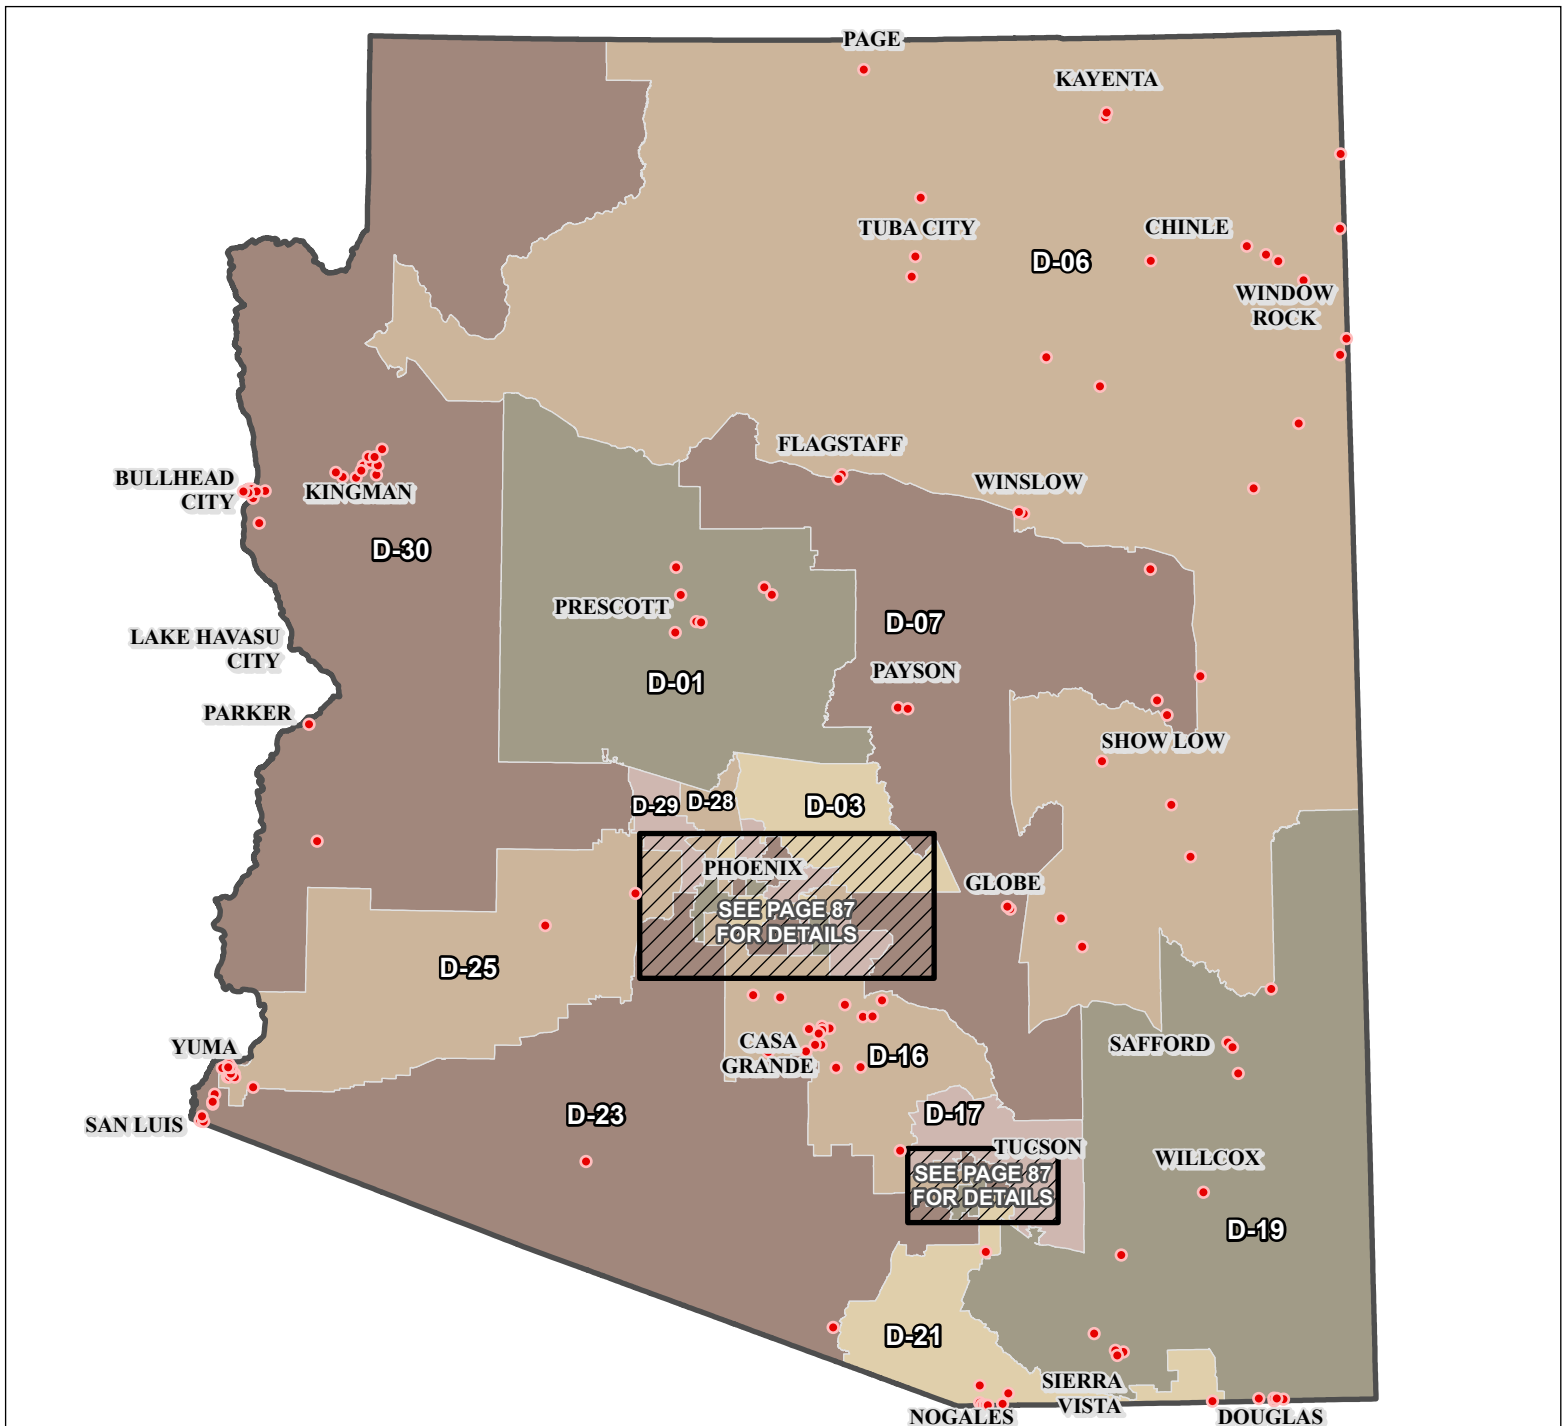 PAGE
KAYENTA
TUBA CITY
CHINLE
D-06
WINDOW
ROCK
FLAGSTAFF
WINSLOW
BULLHEAD
CITY
KINGMAN
D-30
PRESCOTT
D-07
LAKE HAVASU
CITY
D-01
PAYSON
PARKER
SHOW LOW
D-29
D-28
D-03
PHOENIX
GLOBE
SEE PAGE 87
FOR DETAILS
D-25
YUMA
CASA
GRANDE
D-16
SAFFORD
SAN LUIS
D-23
D-17
TUCSON
WILLCOX
SEE PAGE 87
FOR DETAILS
D-19
D-21
SIERRA
VISTA
NOGALES
DOUGLAS